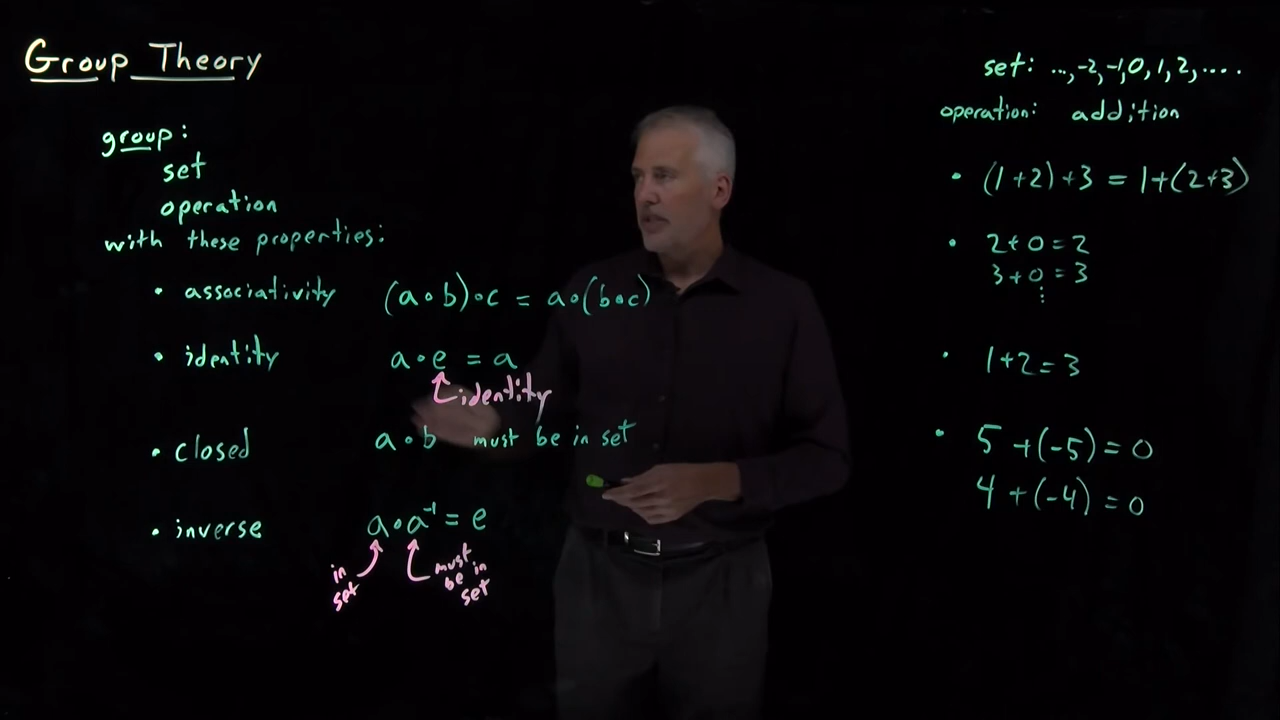 Group Theory
group:
set
operation
with these properties:
• associativity (a∘b)∘c = a∘(b∘c)
• identity a∘e = a
identity
• closed a∘b must be in set
• inverse a∘a⁻¹ = e
in set
must be in set
set: ...,-2,-1,0,1,2,....
operation: addition
• (1+2)+3 = 1+(2+3)
• 2+0=2
3+0=3
⋮
• 1+2=3
• 5+(-5)=0
4+(-4)=0